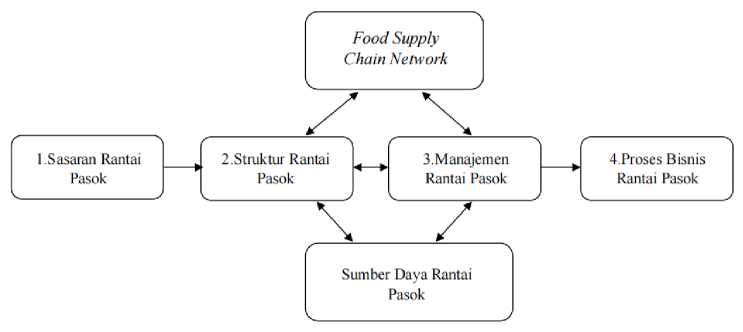 Food Supply
Chain Network
1.Sasaran Rantai
Pasok
2.Struktur Rantai
Pasok
3.Manajemen
Rantai Pasok
4.Proses Bisnis
Rantai Pasok
Sumber Daya Rantai
Pasok